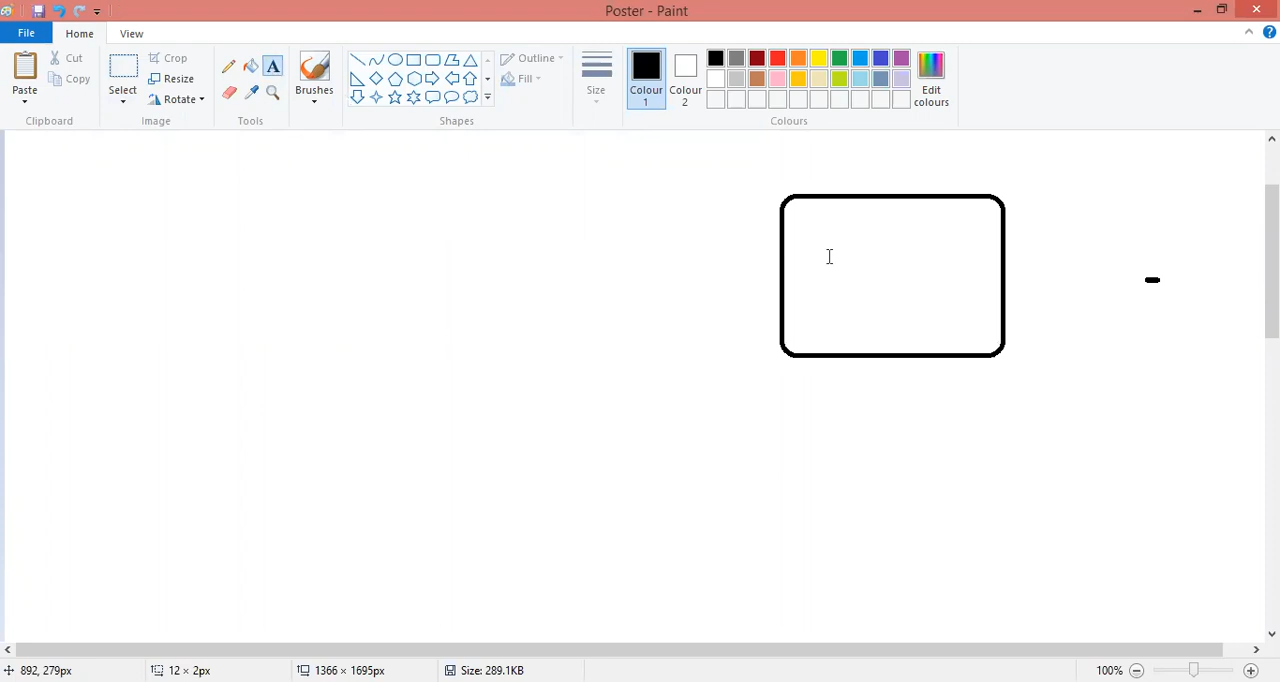 Poster - Paint
File
Home
View
Paste
Cut
Copy
Clipboard
Select
Crop
Resize
Rotate
Image
A
Tools
Brushes
Shapes
Outline
Fill
Size
Colour 1
Colour 2
Edit colours
Colours
892, 279px
12 × 2px
1366 × 1695px
Size: 289.1KB
100%